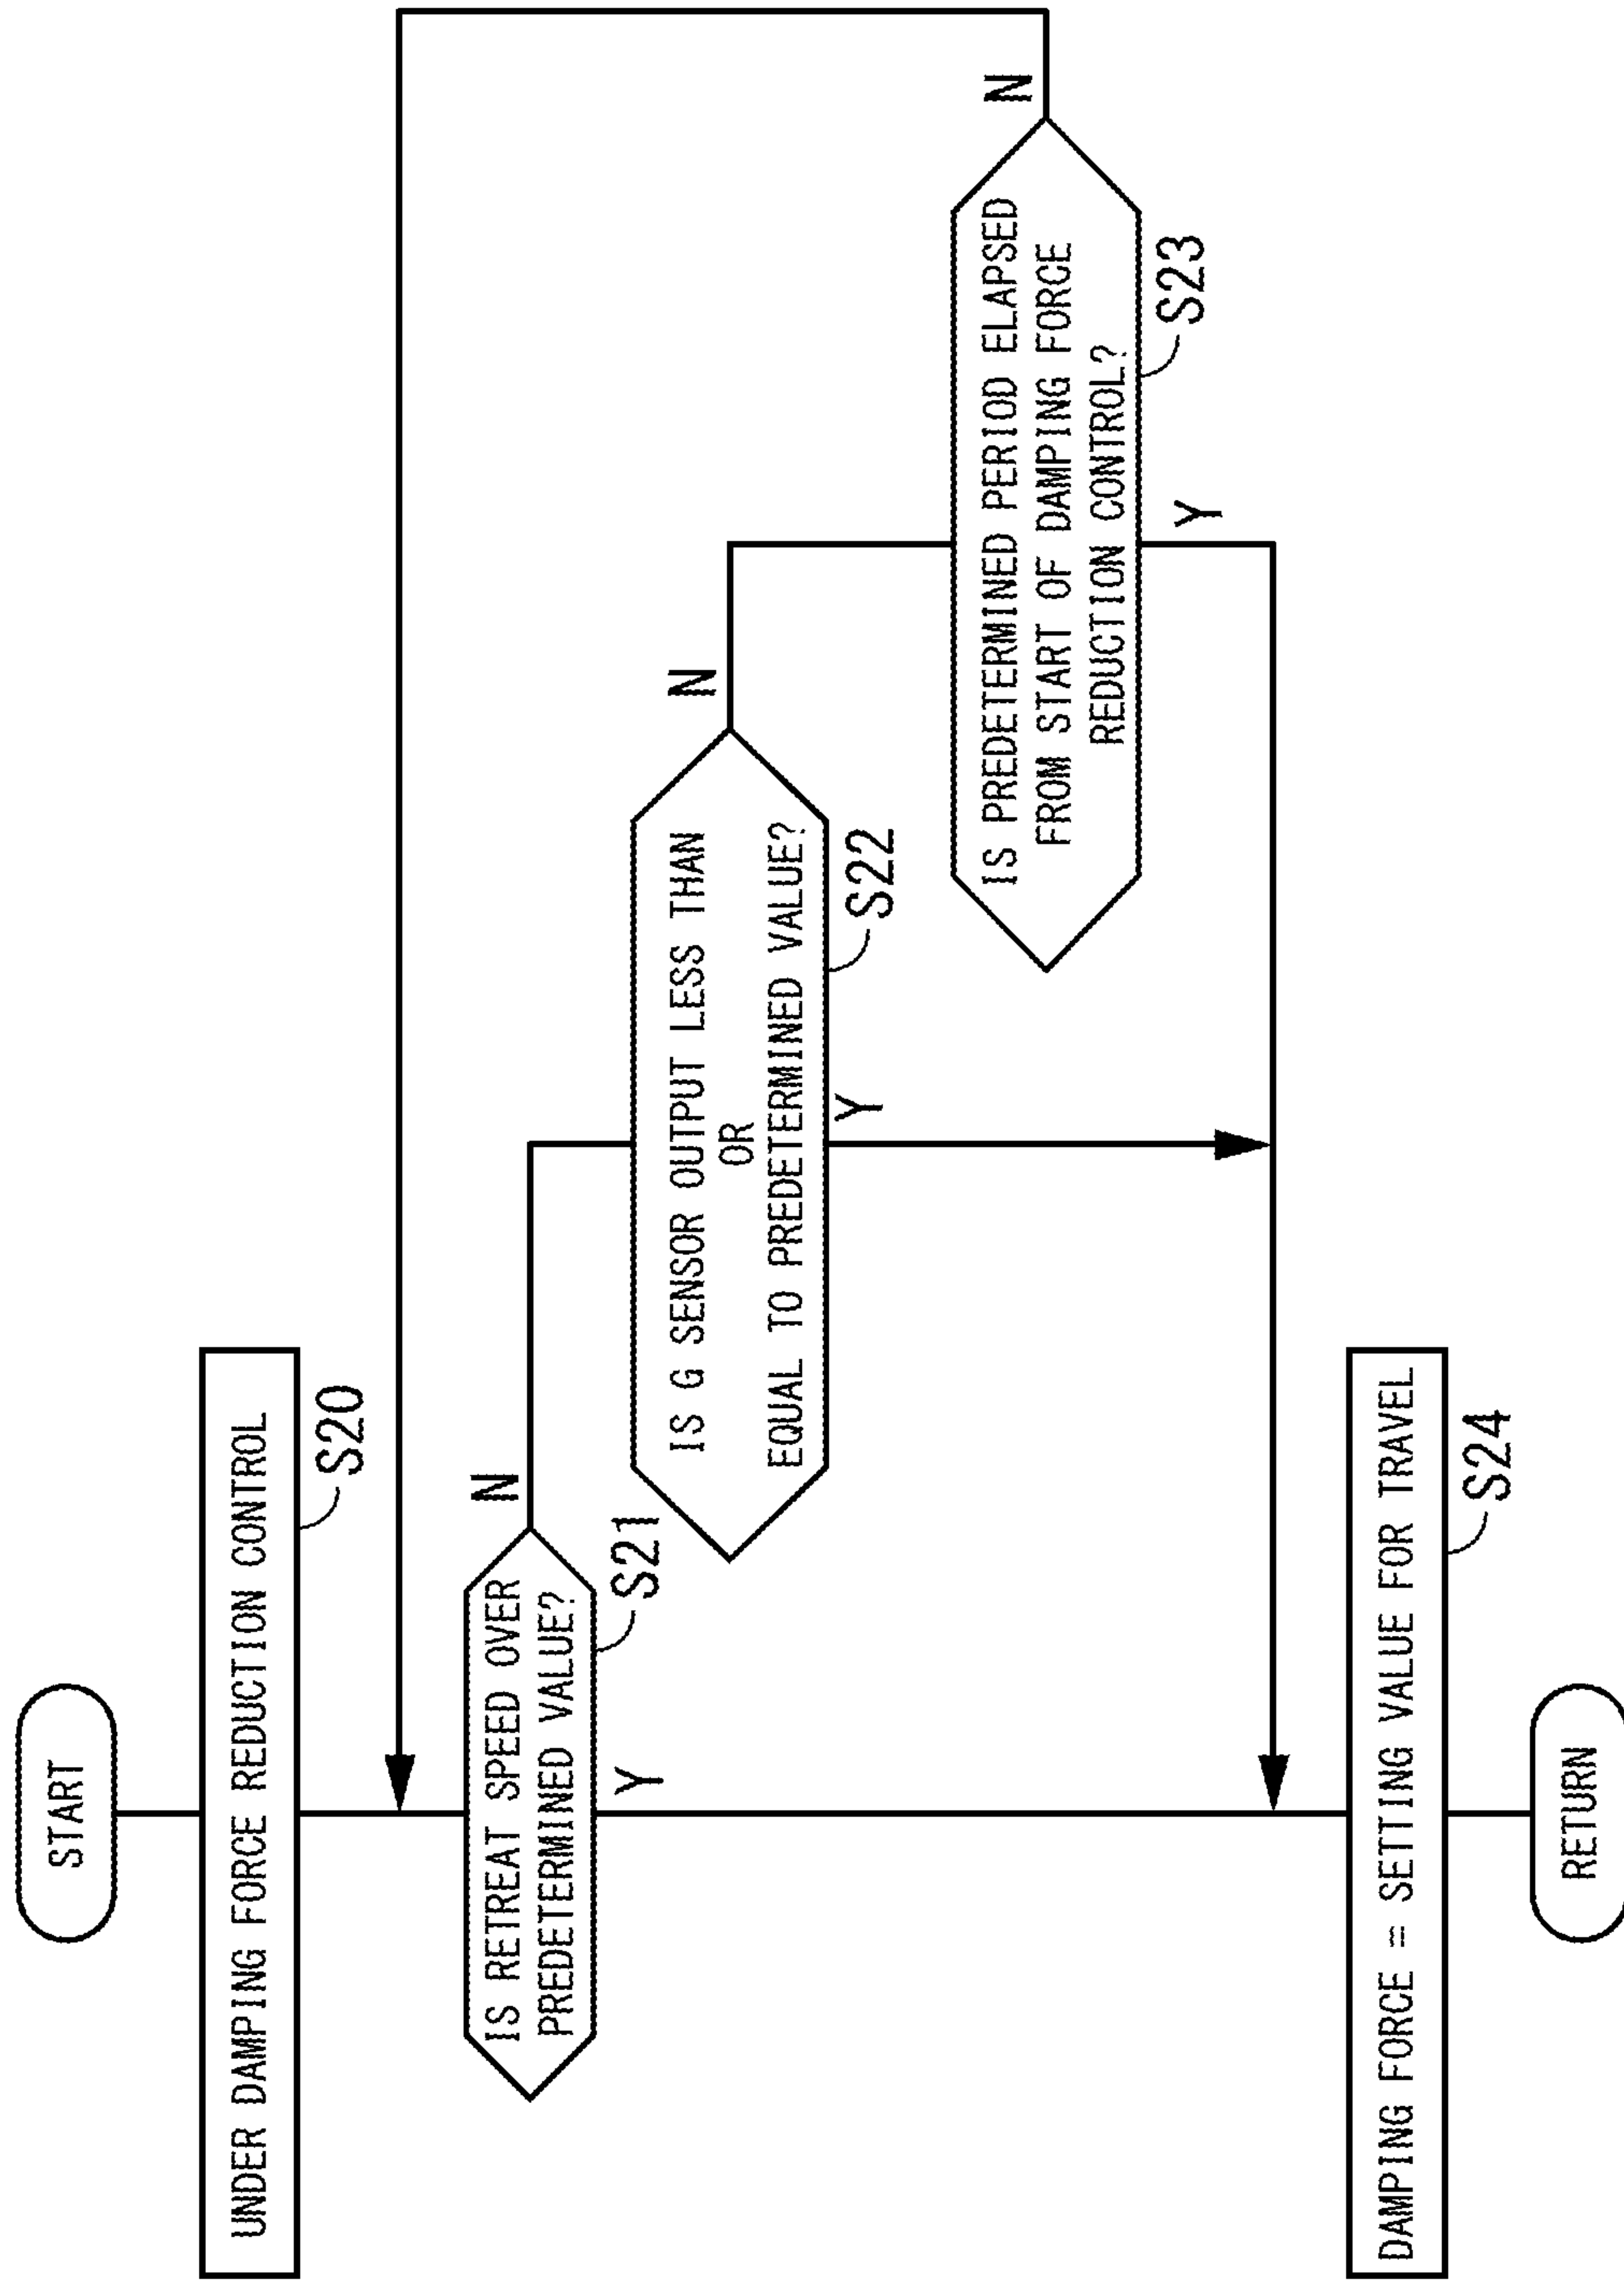 START
UNDER DAMPING FORCE REDUCTION CONTROL
S20
IS RETREAT SPEED OVER
PREDETERMINED VALUE?
N
S21
Y
IS G SENSOR OUTPUT LESS THAN
OR
EQUAL TO PREDETERMINED VALUE?
N
S22
Y
IS PREDETERMINED PERIOD ELAPSED
FROM START OF DAMPING FORCE
REDUCTION CONTROL?
N
S23
Y
DAMPING FORCE = SETTING VALUE FOR TRAVEL
S24
RETURN